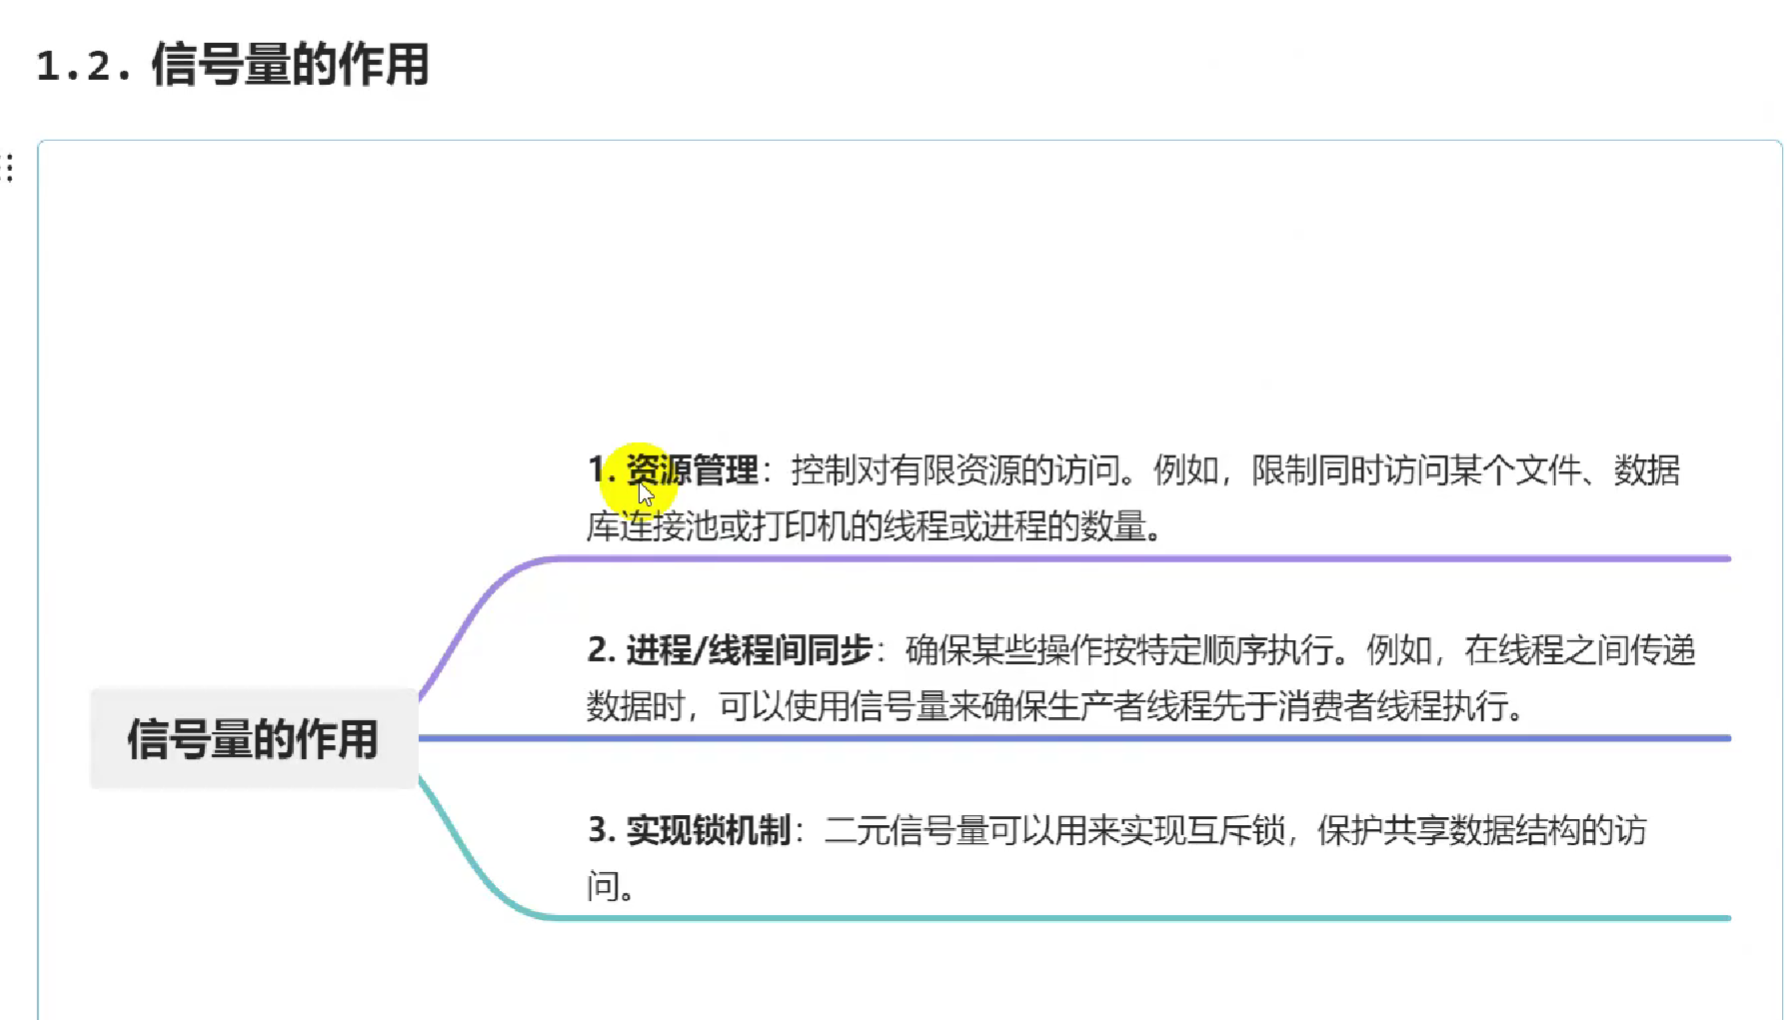 1.2. 信号量的作用
1. 资源管理：控制对有限资源的访问。例如，限制同时访问某个文件、数据
库连接池或打印机的线程或进程的数量。
2. 进程/线程间同步：确保某些操作按特定顺序执行。例如，在线程之间传递
数据时，可以使用信号量来确保生产者线程先于消费者线程执行。
信号量的作用
3. 实现锁机制：二元信号量可以用来实现互斥锁，保护共享数据结构的访
问。